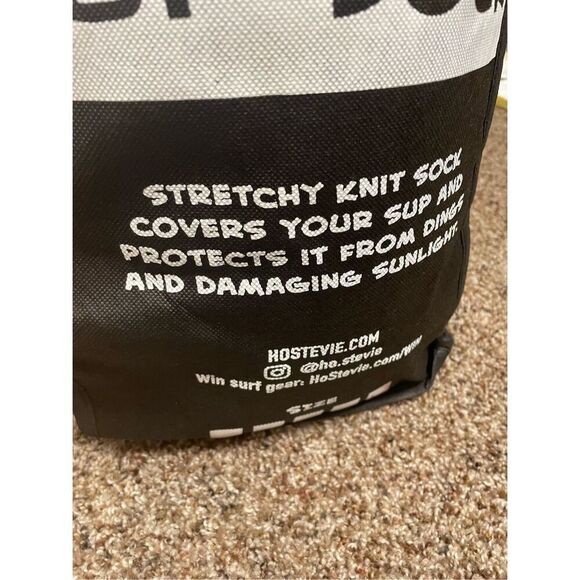 STRETCHY KNIT SOCK
COVERS YOUR SUP AND
PROTECTS IT FROM DINGS
AND DAMAGING SUNLIGHT.
HOSTEVIE.COM
@ho.stevie
Win surf gear: HoStevie.com/WIN
SIZE